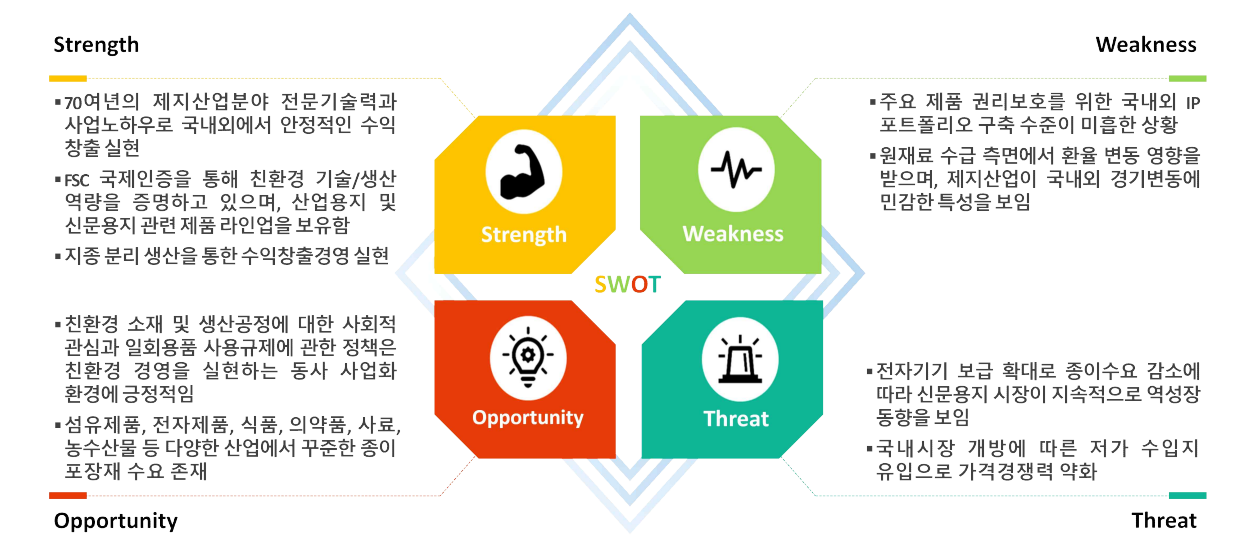 Strength
▪70여년의 제지산업분야 전문기술력과
사업노하우로 국내외에서 안정적인 수익
창출 실현
▪FSC 국제인증을 통해 친환경 기술/생산
역량을 증명하고 있으며, 산업용지 및
신문용지 관련 제품 라인업을 보유함
▪지종 분리 생산을 통한 수익창출경영 실현
Weakness
▪주요 제품 권리보호를 위한 국내외 IP
포트폴리오 구축 수준이 미흡한 상황
▪원재료 수급 측면에서 환율 변동 영향을
받으며, 제지산업이 국내외 경기변동에
민감한 특성을 보임
Strength
Weakness
SWOT
Opportunity
Threat
▪친환경 소재 및 생산공정에 대한 사회적
관심과 일회용품 사용규제에 관한 정책은
친환경 경영을 실현하는 동사 사업화
환경에 긍정적임
▪섬유제품, 전자제품, 식품, 의약품, 사료,
농수산물 등 다양한 산업에서 꾸준한 종이
포장재 수요 존재
Opportunity
▪전자기기 보급 확대로 종이수요 감소에
따라 신문용지 시장이 지속적으로 역성장
동향을 보임
▪국내시장 개방에 따른 저가 수입지
유입으로 가격경쟁력 약화
Threat